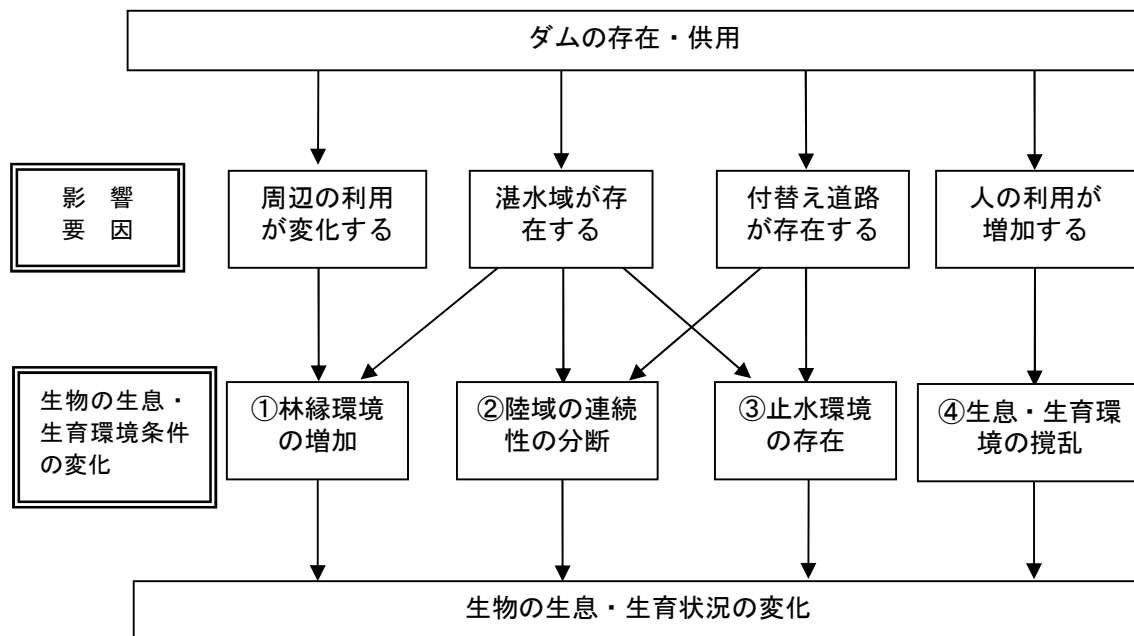 ダムの存在・供用
影 響
要 因
周辺の利用
が変化する
湛水域が存
在する
付替え道路
が存在する
人の利用が
増加する
生物の生息・
生育環境条件
の変化
①林縁環境
の増加
②陸域の連続
性の分断
③止水環境
の存在
④生息・生育環
境の撹乱
生物の生息・生育状況の変化